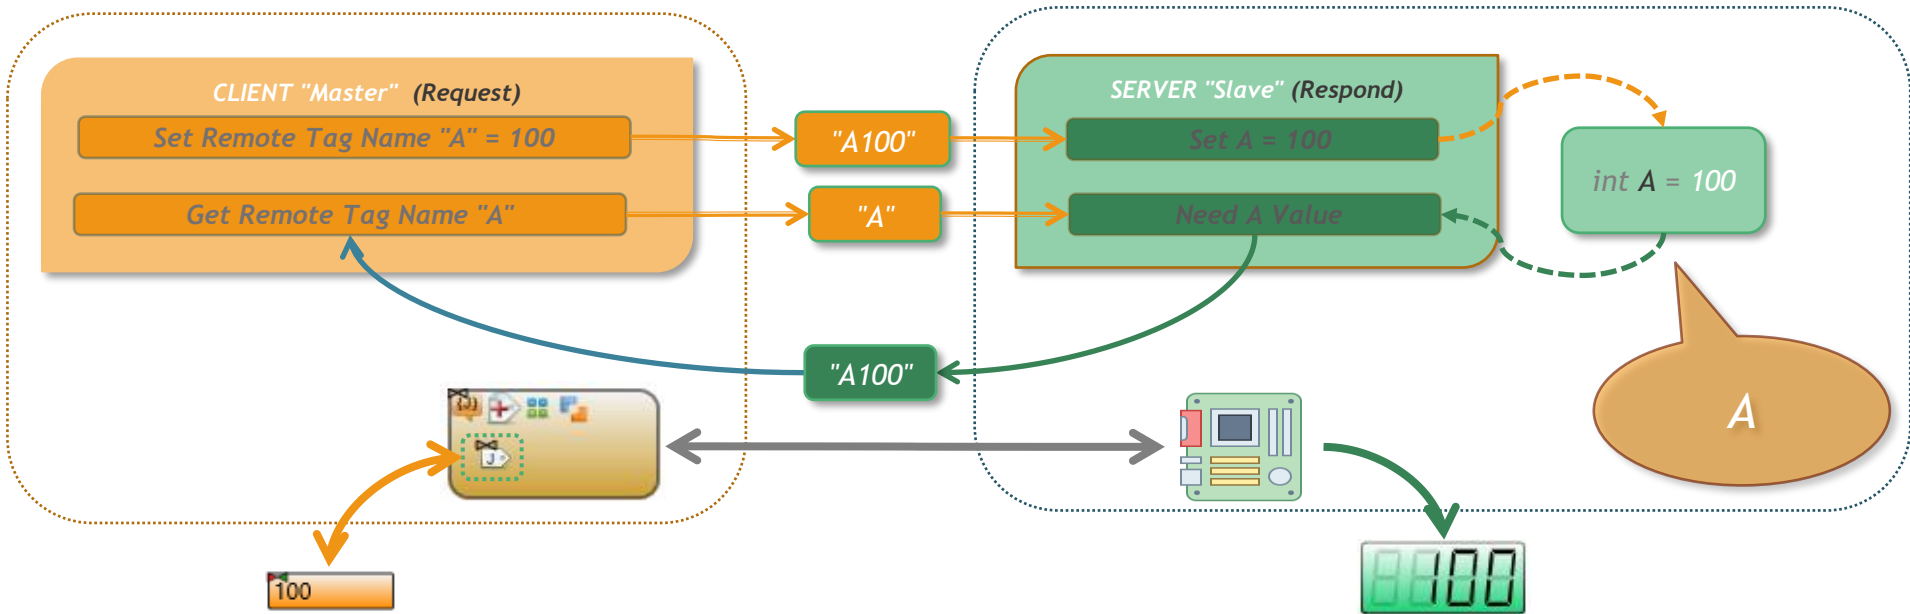 CLIENT "Master" (Request)
Set Remote Tag Name "A" = 100
Get Remote Tag Name "A"
"A100"
"A"
"A100"
SERVER "Slave" (Respond)
Set A = 100
Need A Value
int A = 100
A
{J}
J
100
100